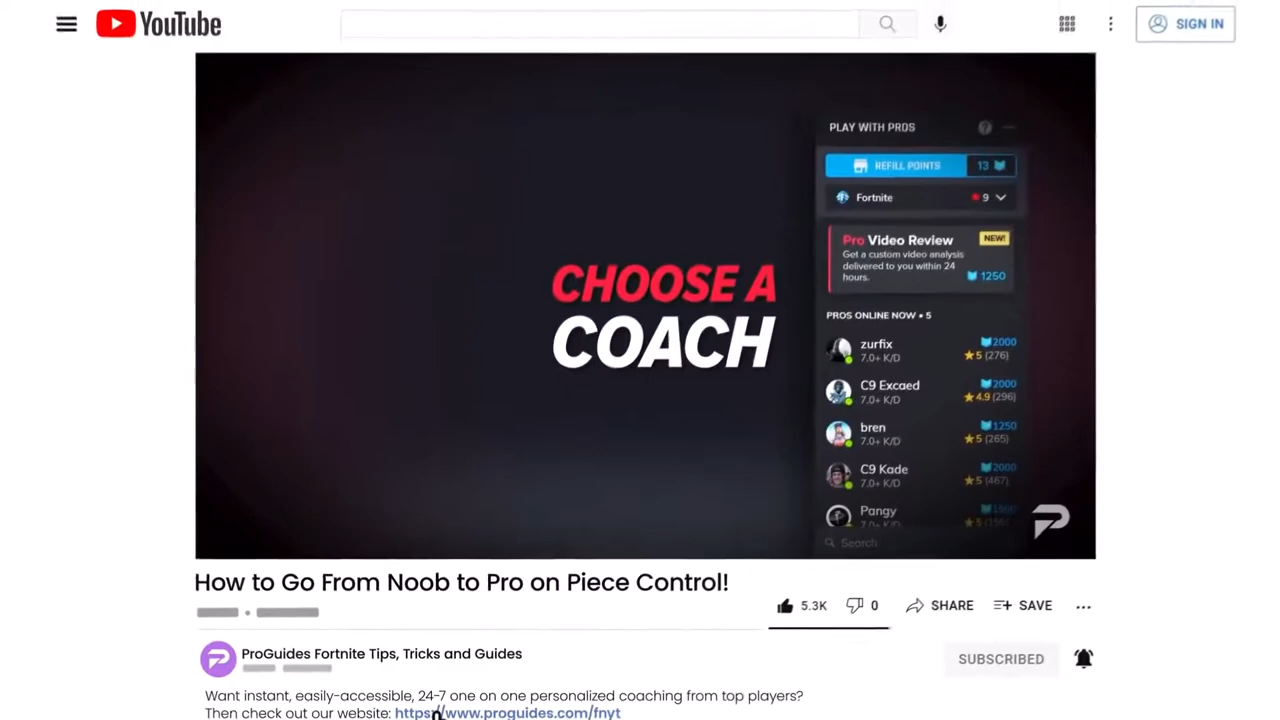 YouTube
SIGN IN
PLAY WITH PROS
REFILL POINTS 13
Fortnite 9
Pro Video Review NEW!
Get a custom video analysis
delivered to you within 24
hours. 1250
PROS ONLINE NOW • 5
zurfix 2000
7.0+ K/D 5 (276)
C9 Excaed 2000
7.0+ K/D 4.9 (296)
bren 1250
7.0+ K/D 5 (265)
C9 Kade 2000
7.0+ K/D 5 (467)
Pangy
7.0+ K/D
Search
CHOOSE A
COACH
How to Go From Noob to Pro on Piece Control!
5.3K 0 SHARE SAVE
ProGuides Fortnite Tips, Tricks and Guides
SUBSCRIBED
Want instant, easily-accessible, 24-7 one on one personalized coaching from top players?
Then check out our website: https://www.proguides.com/fnyt